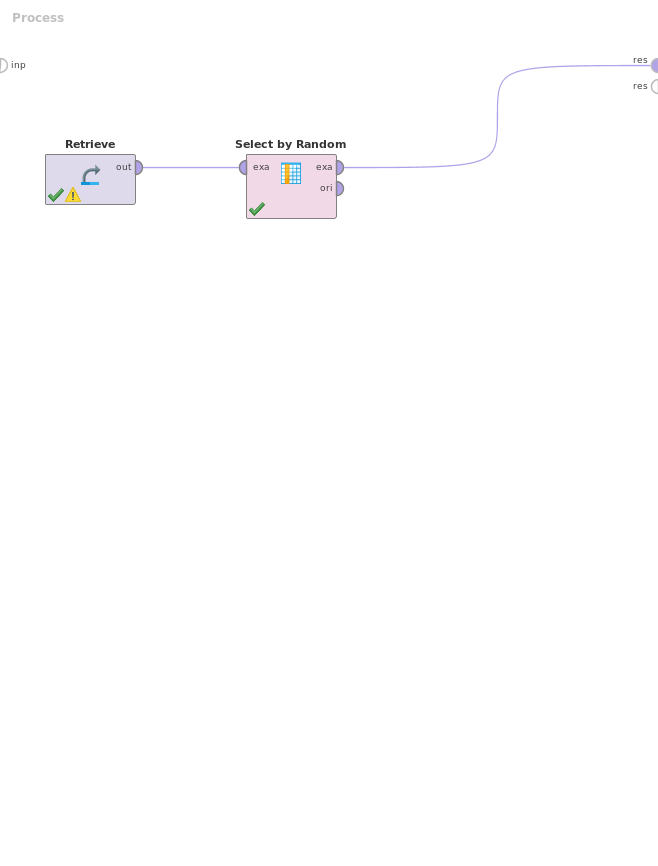 Process
inp
res
res
Retrieve
out
Select by Random
exa
exa
ori